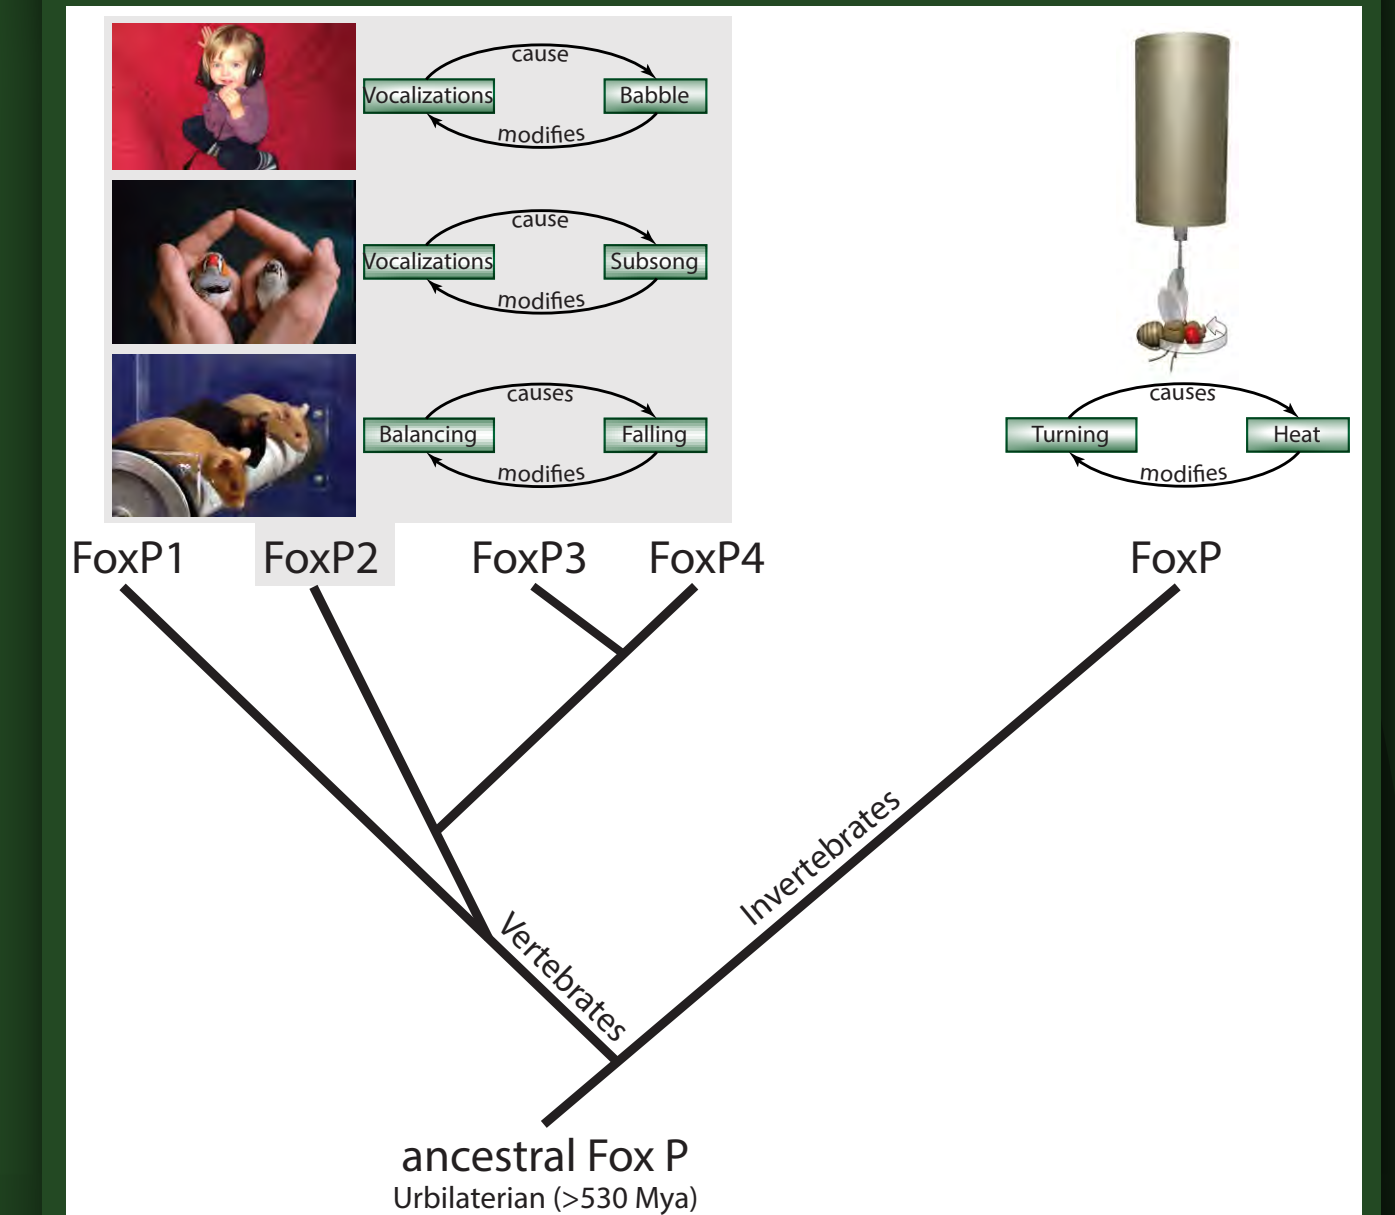 cause
Vocalizations
Babble
modifies
cause
Vocalizations
Subsong
modifies
causes
Balancing
Falling
modifies
causes
Turning
Heat
modifies
FoxP1
FoxP2
FoxP3
FoxP4
FoxP
Invertebrates
Vertebrates
ancestral Fox P
Urbilaterian (>530 Mya)